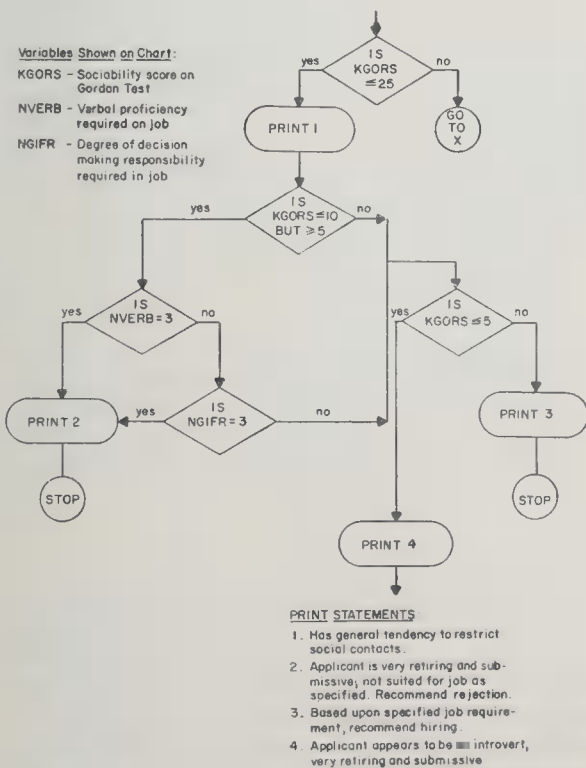 Variables Shown on Chart:
KGORS - Sociability score on
Gordon Test
NVERB - Verbal proficiency
required on job
NGIFR - Degree of decision
making responsibility
required in job
IS
KGORS
≤25
yes
no
PRINT 1
GO
TO
X
IS
KGORS≤10
BUT ≥5
yes
no
IS
NVERB=3
yes
no
IS
KGORS≤5
yes
no
PRINT 2
yes
IS
NGIFR=3
no
PRINT 3
STOP
STOP
PRINT 4
PRINT STATEMENTS
1. Has general tendency to restrict
social contacts.
2. Applicant is very retiring and sub-
missive; not suited for job as
specified. Recommend rejection.
3. Based upon specified job require-
ment, recommend hiring.
4. Applicant appears to be introvert,
very retiring and submissive